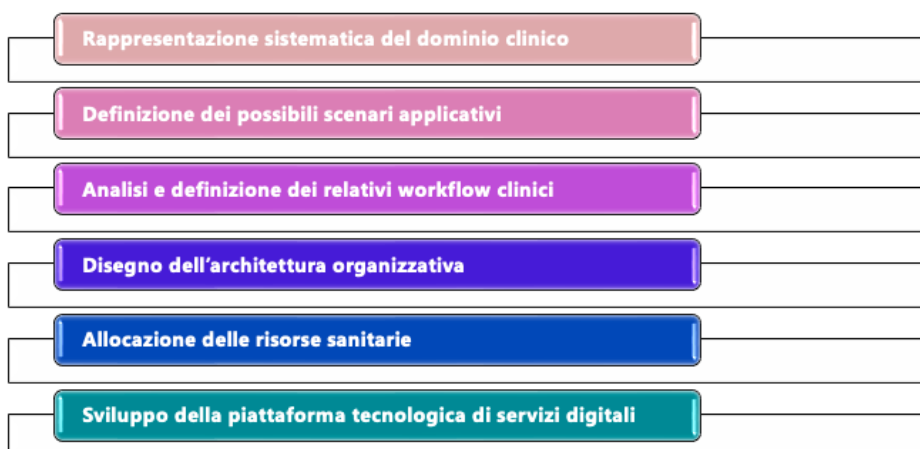 Rappresentazione sistematica del dominio clinico
Definizione dei possibili scenari applicativi
Analisi e definizione dei relativi workflow clinici
Disegno dell’architettura organizzativa
Allocazione delle risorse sanitarie
Sviluppo della piattaforma tecnologica di servizi digitali